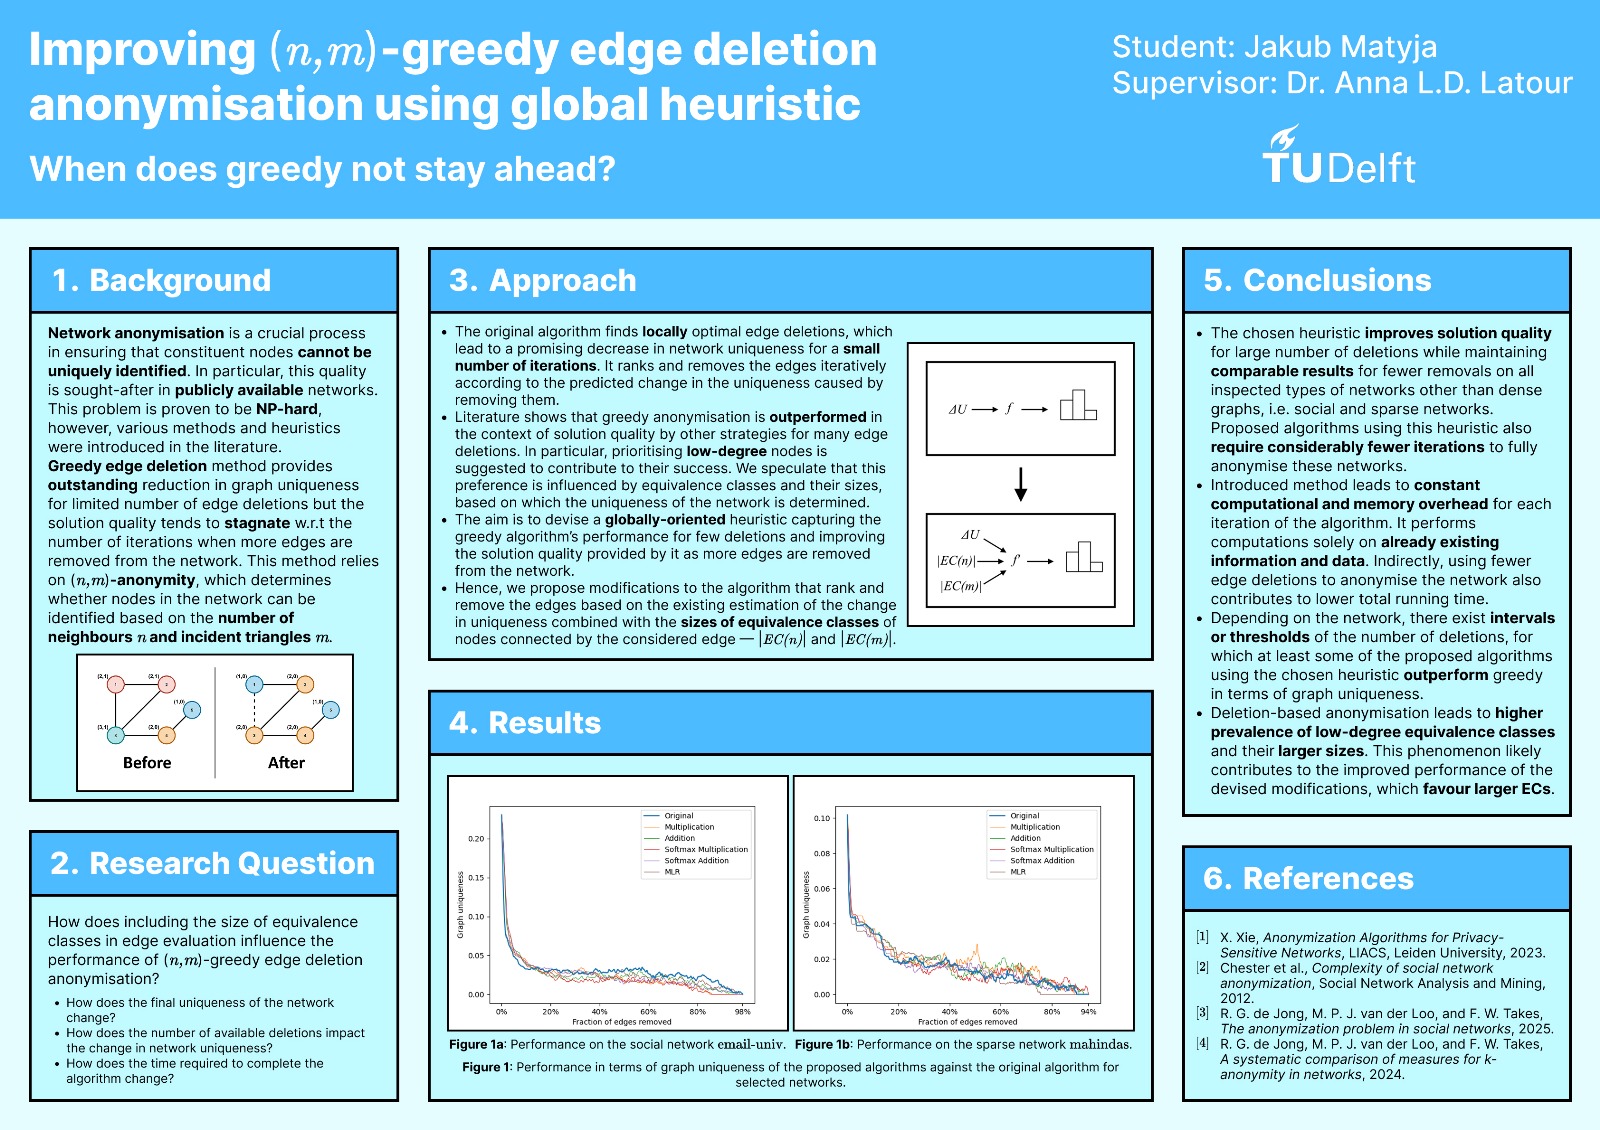 Improving (n,m)-greedy edge deletion
anonymisation using global heuristic
When does greedy not stay ahead?
Student: Jakub Matyja
Supervisor: Dr. Anna L.D. Latour
TU Delft
1. Background
Network anonymisation is a crucial process
in ensuring that constituent nodes cannot be
uniquely identified. In particular, this quality
is sought-after in publicly available networks.
This problem is proven to be NP-hard,
however, various methods and heuristics
were introduced in the literature.
Greedy edge deletion method provides
outstanding reduction in graph uniqueness
for limited number of edge deletions but the
solution quality tends to stagnate w.r.t the
number of iterations when more edges are
removed from the network. This method relies
on (n,m)-anonymity, which determines
whether nodes in the network can be
identified based on the number of
neighbours n and incident triangles m.
(2,1)
(2,1)
(1,0)
(3,1)
(2,0)
Before
(1,0)
(2,0)
(1,0)
(2,0)
(2,0)
After
2. Research Question
How does including the size of equivalence
classes in edge evaluation influence the
performance of (n,m)-greedy edge deletion
anonymisation?
• How does the final uniqueness of the network
change?
• How does the number of available deletions impact
the change in network uniqueness?
• How does the time required to complete the
algorithm change?
3. Approach
• The original algorithm finds locally optimal edge deletions, which
lead to a promising decrease in network uniqueness for a small
number of iterations. It ranks and removes the edges iteratively
according to the predicted change in the uniqueness caused by
removing them.
• Literature shows that greedy anonymisation is outperformed in
the context of solution quality by other strategies for many edge
deletions. In particular, prioritising low-degree nodes is
suggested to contribute to their success. We speculate that this
preference is influenced by equivalence classes and their sizes,
based on which the uniqueness of the network is determined.
• The aim is to devise a globally-oriented heuristic capturing the
greedy algorithm's performance for few deletions and improving
the solution quality provided by it as more edges are removed
from the network.
• Hence, we propose modifications to the algorithm that rank and
remove the edges based on the existing estimation of the change
in uniqueness combined with the sizes of equivalence classes of
nodes connected by the considered edge — |EC(n)| and |EC(m)|.
ΔU f
ΔU
|EC(n)| f'
|EC(m)|
4. Results
Graph uniqueness
0.20
0.15
0.10
0.05
0.00
Original
Multiplication
Addition
Softmax Multiplication
Softmax Addition
MLR
0% 20% 40% 60% 80% 98%
Fraction of edges removed
Graph uniqueness
0.10
0.08
0.06
0.04
0.02
0.00
Original
Multiplication
Addition
Softmax Multiplication
Softmax Addition
MLR
0% 20% 40% 60% 80% 94%
Fraction of edges removed
Figure 1a: Performance on the social network email-univ.
Figure 1b: Performance on the sparse network mahindas.
Figure 1: Performance in terms of graph uniqueness of the proposed algorithms against the original algorithm for
selected networks.
5. Conclusions
• The chosen heuristic improves solution quality
for large number of deletions while maintaining
comparable results for fewer removals on all
inspected types of networks other than dense
graphs, i.e. social and sparse networks.
Proposed algorithms using this heuristic also
require considerably fewer iterations to fully
anonymise these networks.
• Introduced method leads to constant
computational and memory overhead for each
iteration of the algorithm. It performs
computations solely on already existing
information and data. Indirectly, using fewer
edge deletions to anonymise the network also
contributes to lower total running time.
• Depending on the network, there exist intervals
or thresholds of the number of deletions, for
which at least some of the proposed algorithms
using the chosen heuristic outperform greedy
in terms of graph uniqueness.
• Deletion-based anonymisation leads to higher
prevalence of low-degree equivalence classes
and their larger sizes. This phenomenon likely
contributes to the improved performance of the
devised modifications, which favour larger ECs.
6. References
[1] X. Xie, Anonymization Algorithms for Privacy-
Sensitive Networks, LIACS, Leiden University, 2023.
[2] Chester et al., Complexity of social network
anonymization, Social Network Analysis and Mining,
2012.
[3] R. G. de Jong, M. P. J. van der Loo, and F. W. Takes,
The anonymization problem in social networks, 2025.
[4] R. G. de Jong, M. P. J. van der Loo, and F. W. Takes,
A systematic comparison of measures for k-
anonymity in networks, 2024.